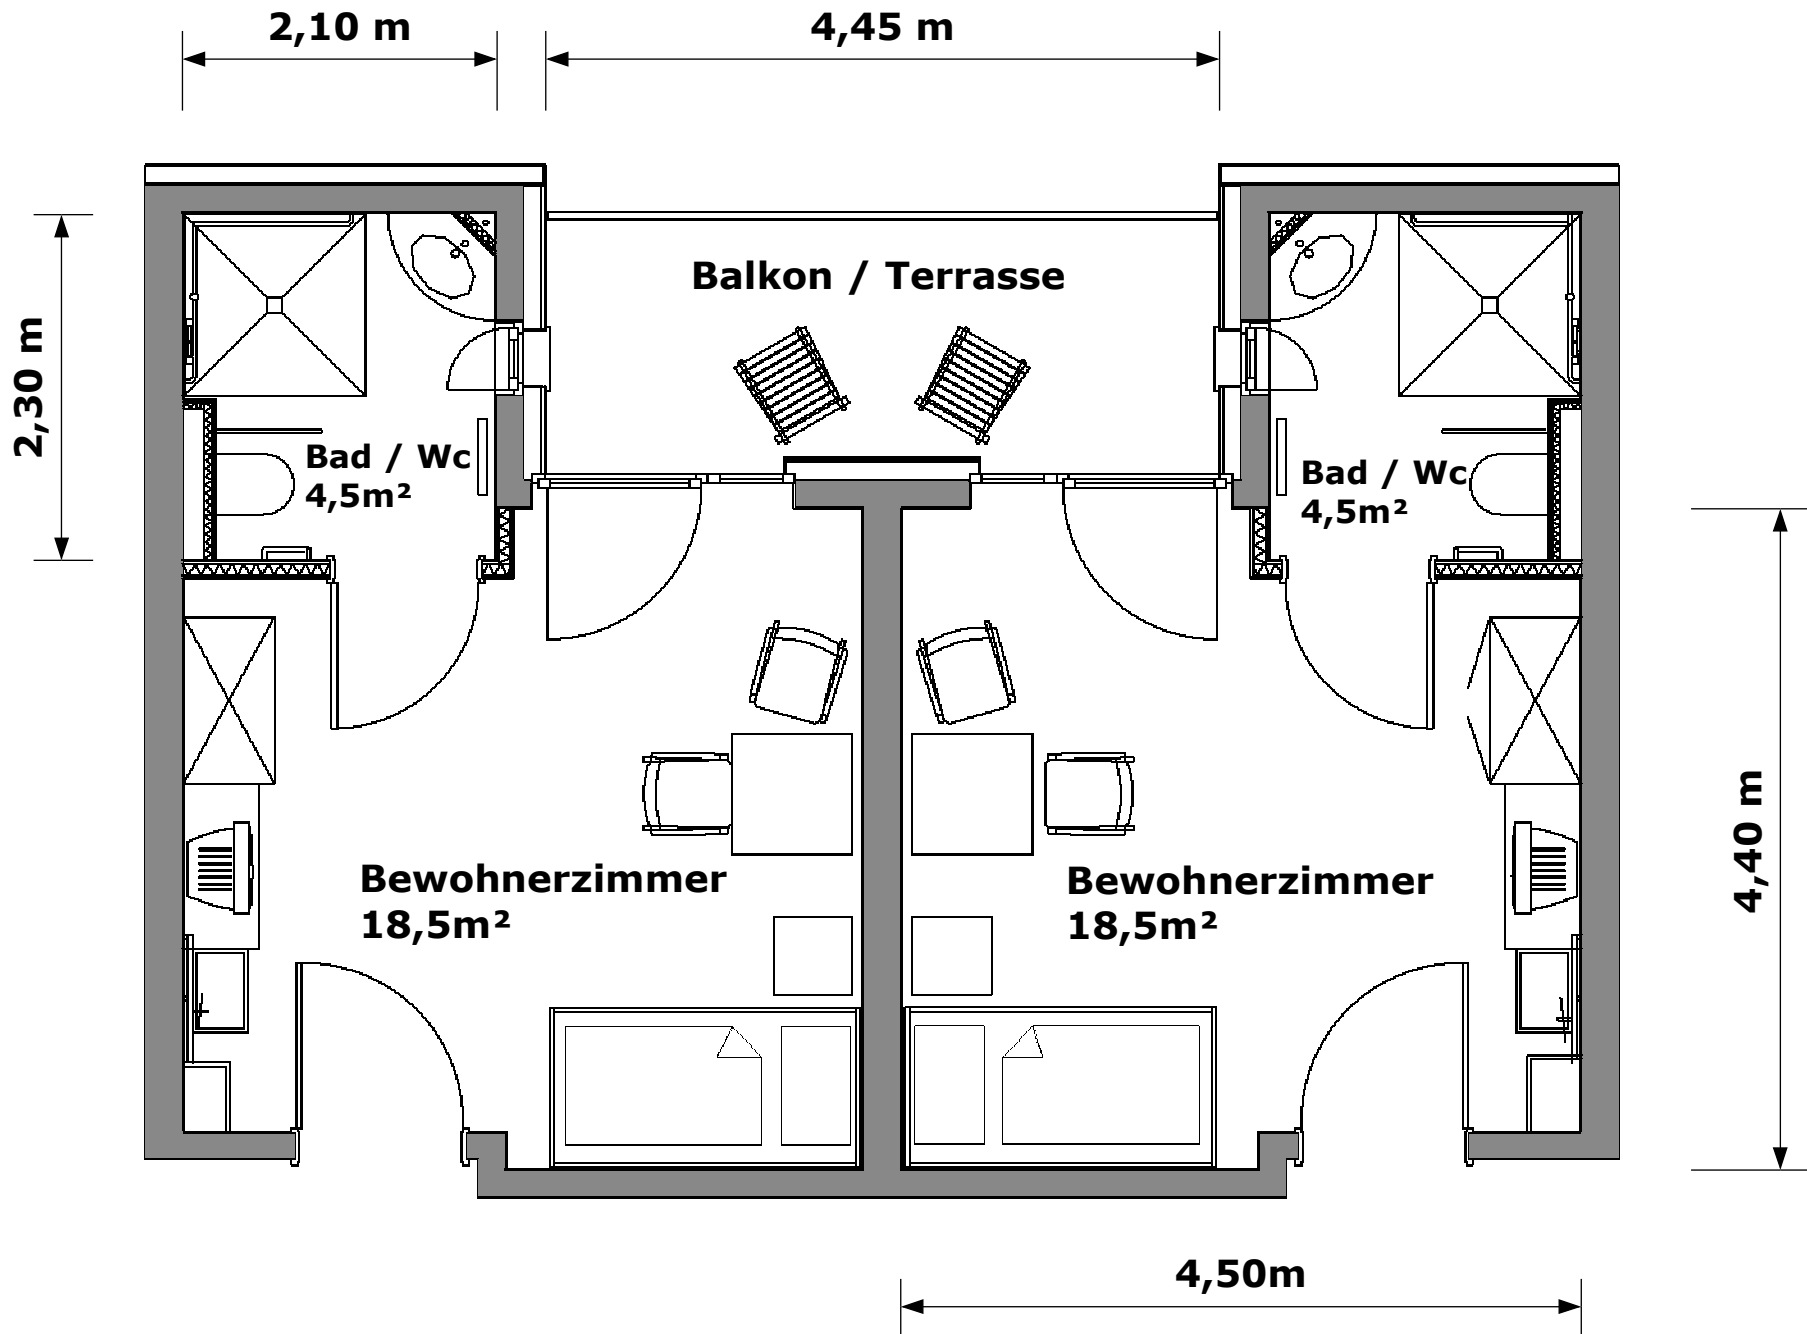 2,10 m
4,45 m
2,30 m
Balkon / Terrasse
Bad / Wc
4,5m²
Bad / Wc
4,5m²
4,40 m
Bewohnerzimmer
18,5m²
Bewohnerzimmer
18,5m²
4,50m